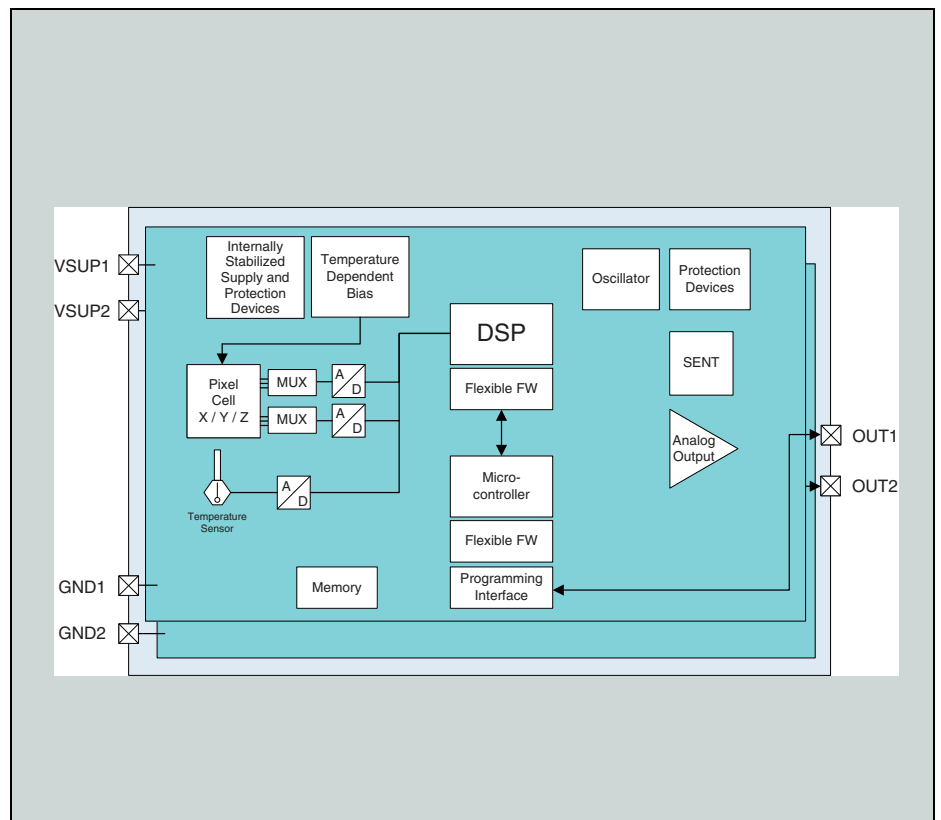 VSUP1
VSUP2
GND1
GND2
Internally
Stabilized
Supply and
Protection
Devices
Temperature
Dependent
Bias
Pixel
Cell
X / Y / Z
MUX
A
D
MUX
A
D
Temperature
Sensor
A
D
Memory
DSP
Flexible FW
Micro-
controller
Flexible FW
Programming
Interface
Oscillator
Protection
Devices
SENT
Analog
Output
OUT1
OUT2